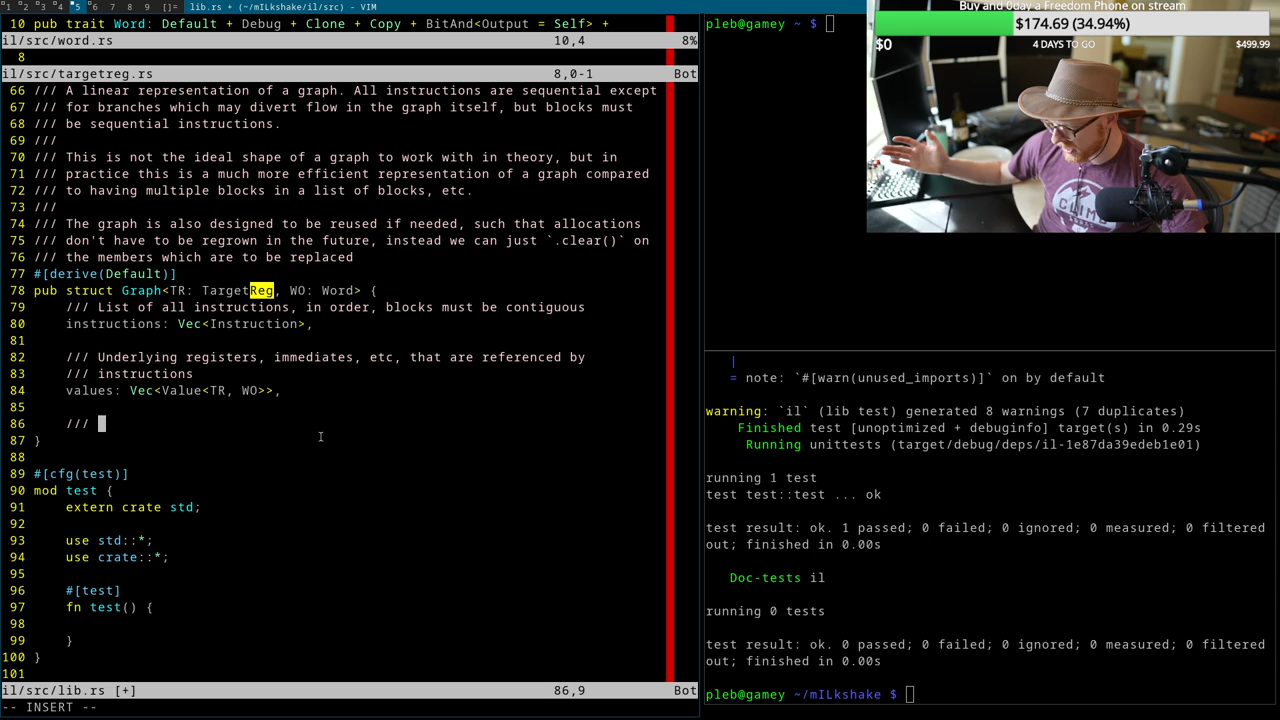 1 2 3 4 5 6 7 8 9 []= lib.rs + (~/mILkshake/il/src) - VIM
10 pub trait Word: Default + Debug + Clone + Copy + BitAnd<Output = Self> +
il/src/word.rs 10,4 8%
8
il/src/targetreg.rs 8,0-1 Bot
66 /// A linear representation of a graph. All instructions are sequential except
67 /// for branches which may divert flow in the graph itself, but blocks must
68 /// be sequential instructions.
69 ///
70 /// This is not the ideal shape of a graph to work with in theory, but in
71 /// practice this is a much more efficient representation of a graph compared
72 /// to having multiple blocks in a list of blocks, etc.
73 ///
74 /// The graph is also designed to be reused if needed, such that allocations
75 /// don't have to be regrown in the future, instead we can just `.clear()` on
76 /// the members which are to be replaced
77 #[derive(Default)]
78 pub struct Graph<TR: TargetReg, WO: Word> {
79 /// List of all instructions, in order, blocks must be contiguous
80 instructions: Vec<Instruction>,
81
82 /// Underlying registers, immediates, etc, that are referenced by
83 /// instructions
84 values: Vec<Value<TR, WO>>,
85
86 ///
87 }
88
89 #[cfg(test)]
90 mod test {
91 extern crate std;
92
93 use std::*;
94 use crate::*;
95
96 #[test]
97 fn test() {
98
99 }
100 }
101
il/src/lib.rs [+] 86,9 Bot
-- INSERT --
pleb@gamey ~ $
Buy and 0day a Freedom Phone on stream
$174.69 (34.94%)
$0 4 DAYS TO GO $499.99
CLIM
|
= note: `#[warn(unused_imports)]` on by default
warning: `il` (lib test) generated 8 warnings (7 duplicates)
Finished test [unoptimized + debuginfo] target(s) in 0.29s
Running unittests (target/debug/deps/il-1e87da39edeb1e01)
running 1 test
test test::test ... ok
test result: ok. 1 passed; 0 failed; 0 ignored; 0 measured; 0 filtered
out; finished in 0.00s
Doc-tests il
running 0 tests
test result: ok. 0 passed; 0 failed; 0 ignored; 0 measured; 0 filtered
out; finished in 0.00s
pleb@gamey ~/mILkshake $